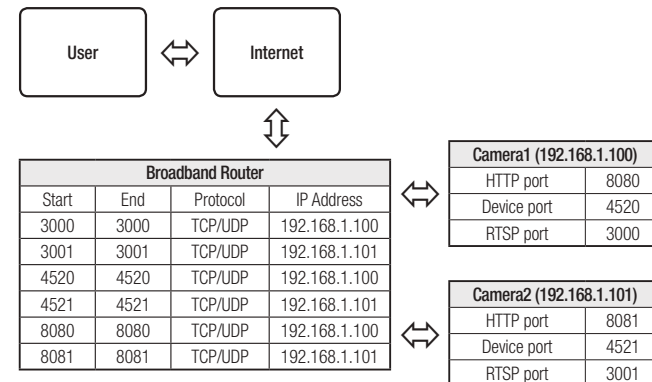 User
Internet
Broadband Router
Start End Protocol IP Address
3000 3000 TCP/UDP 192.168.1.100
3001 3001 TCP/UDP 192.168.1.101
4520 4520 TCP/UDP 192.168.1.100
4521 4521 TCP/UDP 192.168.1.101
8080 8080 TCP/UDP 192.168.1.100
8081 8081 TCP/UDP 192.168.1.101
Camera1 (192.168.1.100)
HTTP port 8080
Device port 4520
RTSP port 3000
Camera2 (192.168.1.101)
HTTP port 8081
Device port 4521
RTSP port 3001